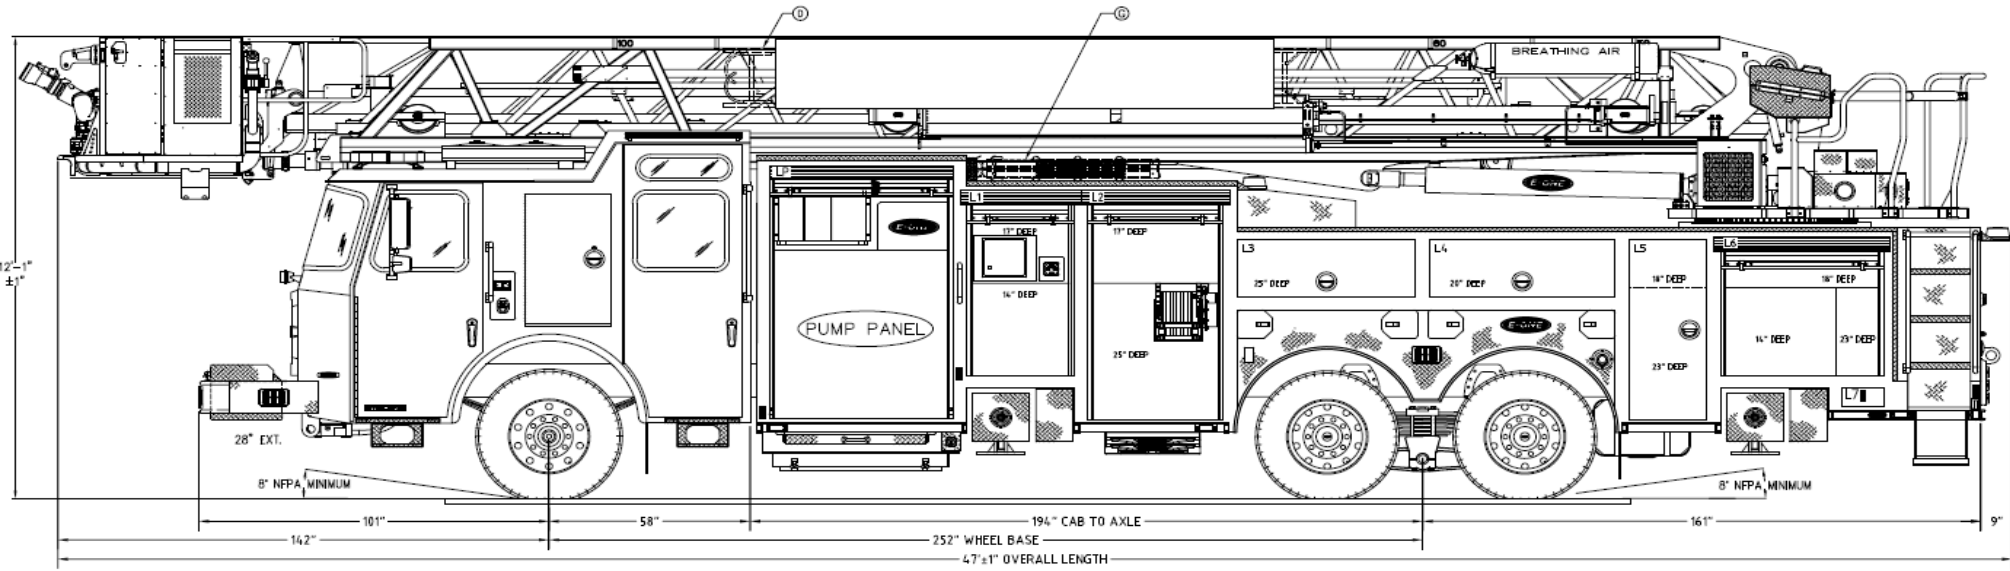 D
G
100
80
BREATHING AIR
LP
E-ONE
E-ONE
L1
L2
17" DEEP
17" DEEP
12'-1"
±1"
L3
L4
L5
L6
25" DEEP
20" DEEP
18" DEEP
18" DEEP
14" DEEP
PUMP PANEL
E-ONE
25" DEEP
14" DEEP
23" DEEP
23" DEEP
L7
28" EXT.
8" NFPA MINIMUM
8" NFPA MINIMUM
101"
58"
194" CAB TO AXLE
161"
9"
142"
252" WHEEL BASE
47'±1" OVERALL LENGTH